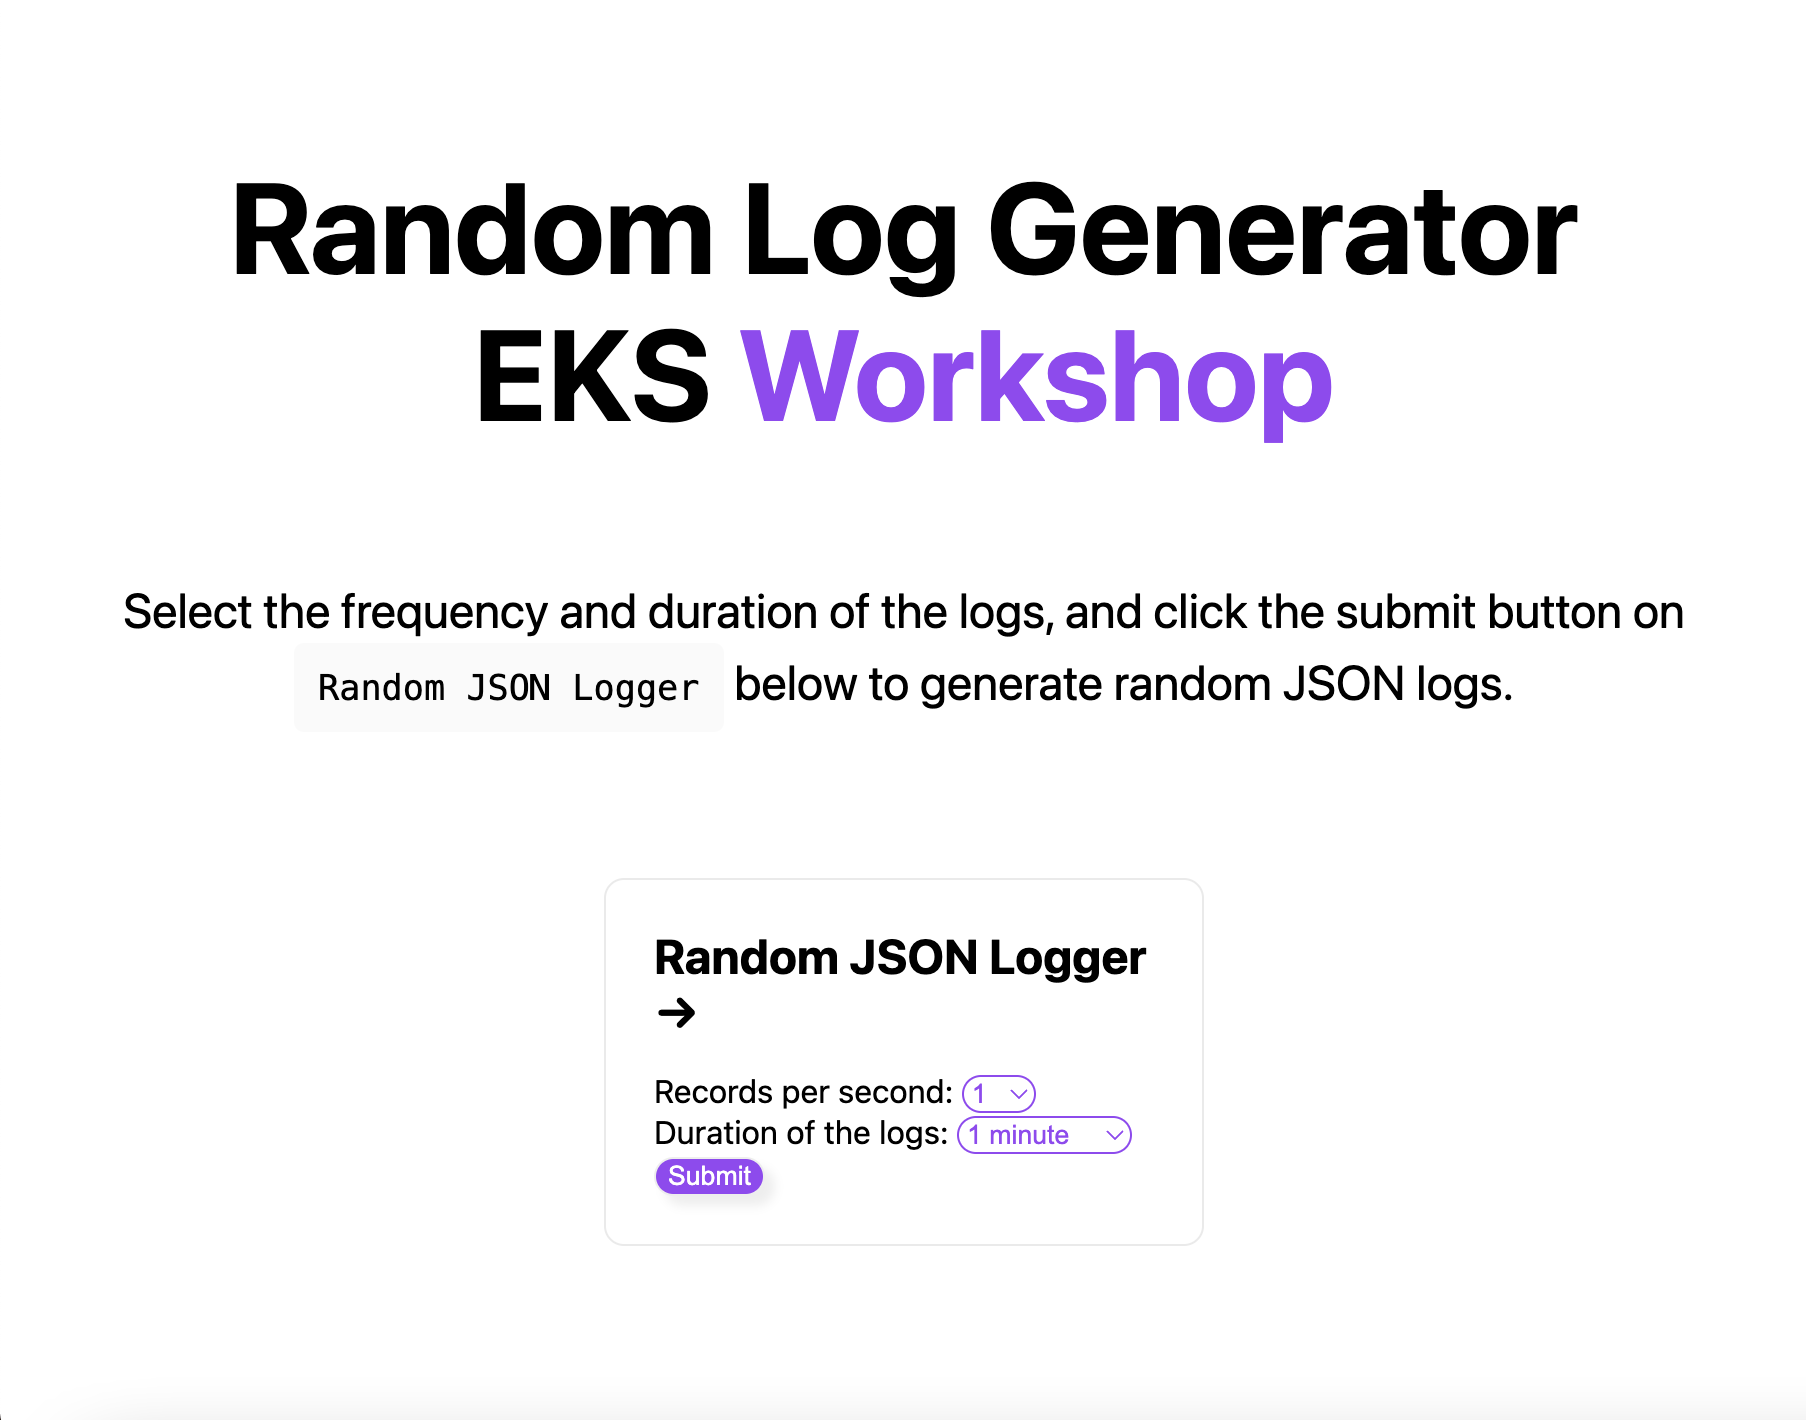 Random Log Generator
EKS Workshop
Select the frequency and duration of the logs, and click the submit button on
Random JSON Logger below to generate random JSON logs.
Random JSON Logger
→
Records per second: 1
Duration of the logs: 1 minute
Submit